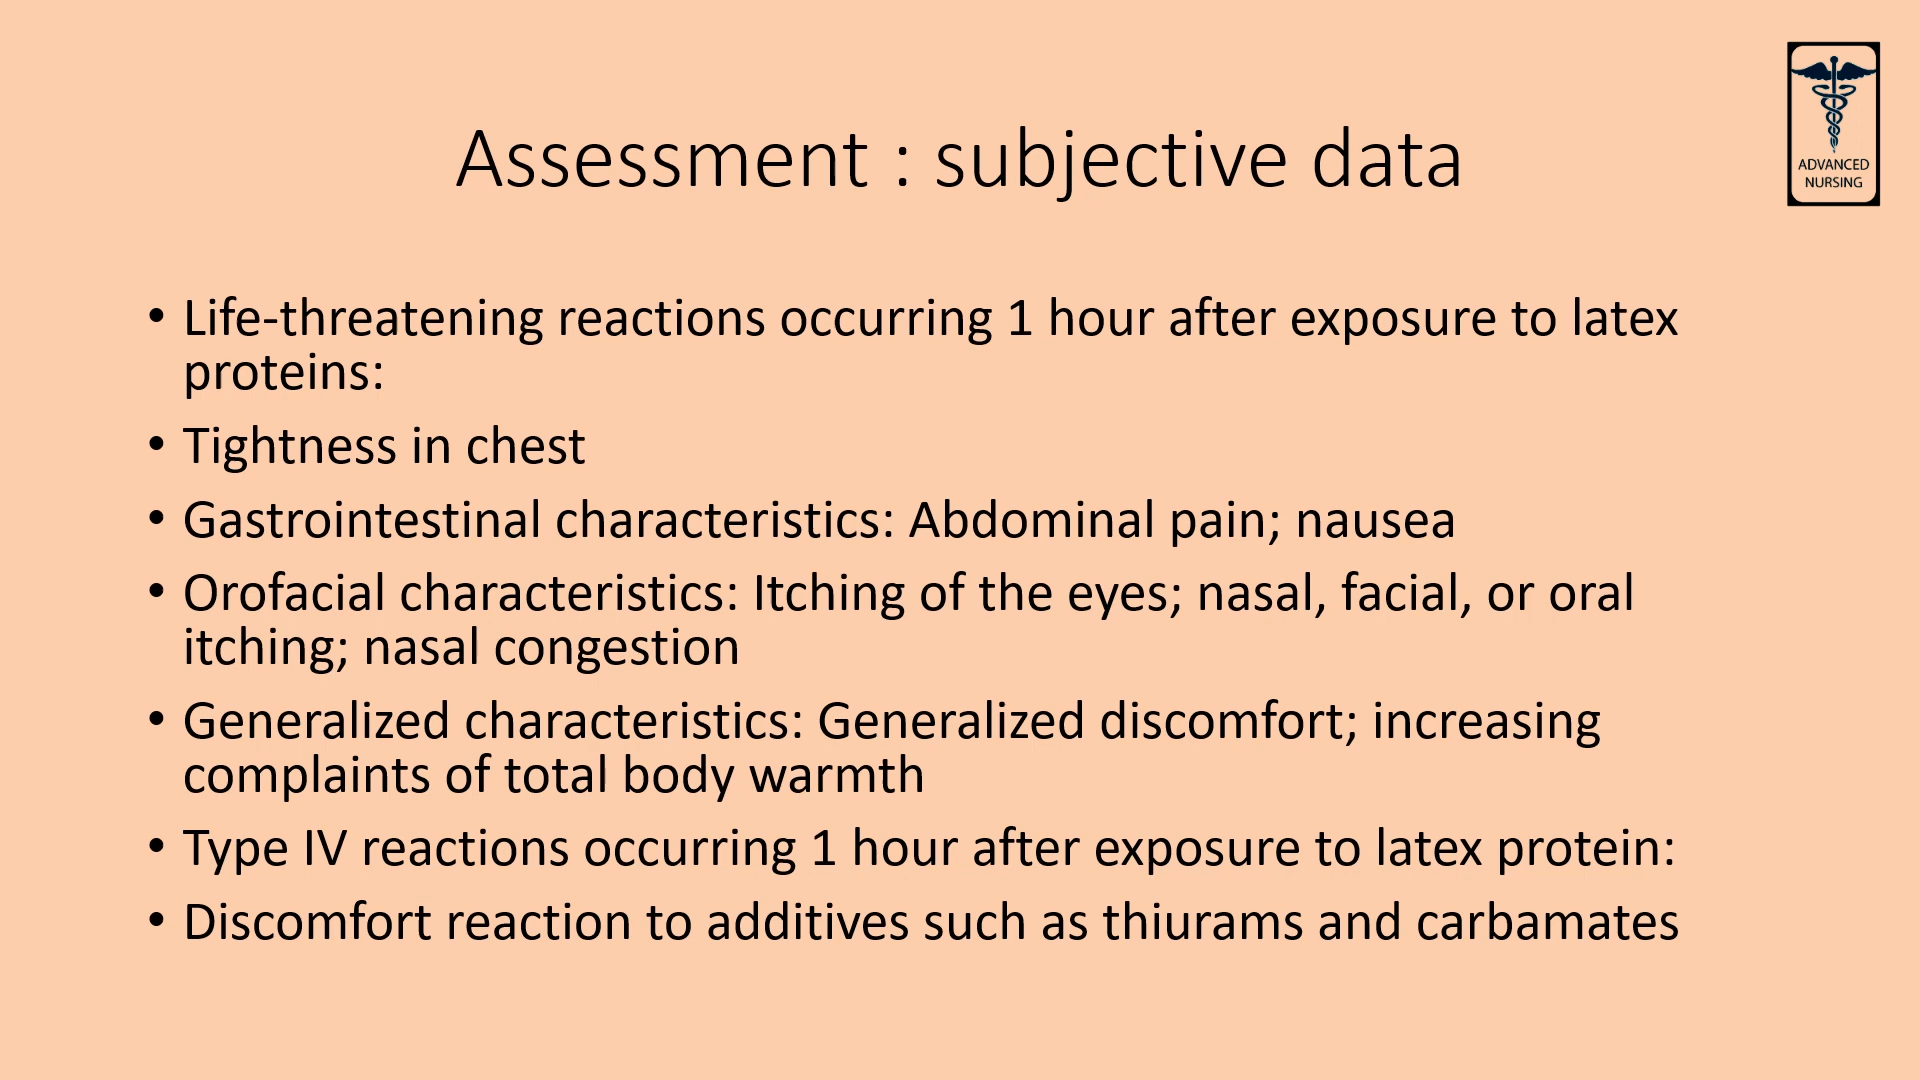 Assessment : subjective data
ADVANCED
NURSING
• Life-threatening reactions occurring 1 hour after exposure to latex
proteins:
• Tightness in chest
• Gastrointestinal characteristics: Abdominal pain; nausea
• Orofacial characteristics: Itching of the eyes; nasal, facial, or oral
itching; nasal congestion
• Generalized characteristics: Generalized discomfort; increasing
complaints of total body warmth
• Type IV reactions occurring 1 hour after exposure to latex protein:
• Discomfort reaction to additives such as thiurams and carbamates